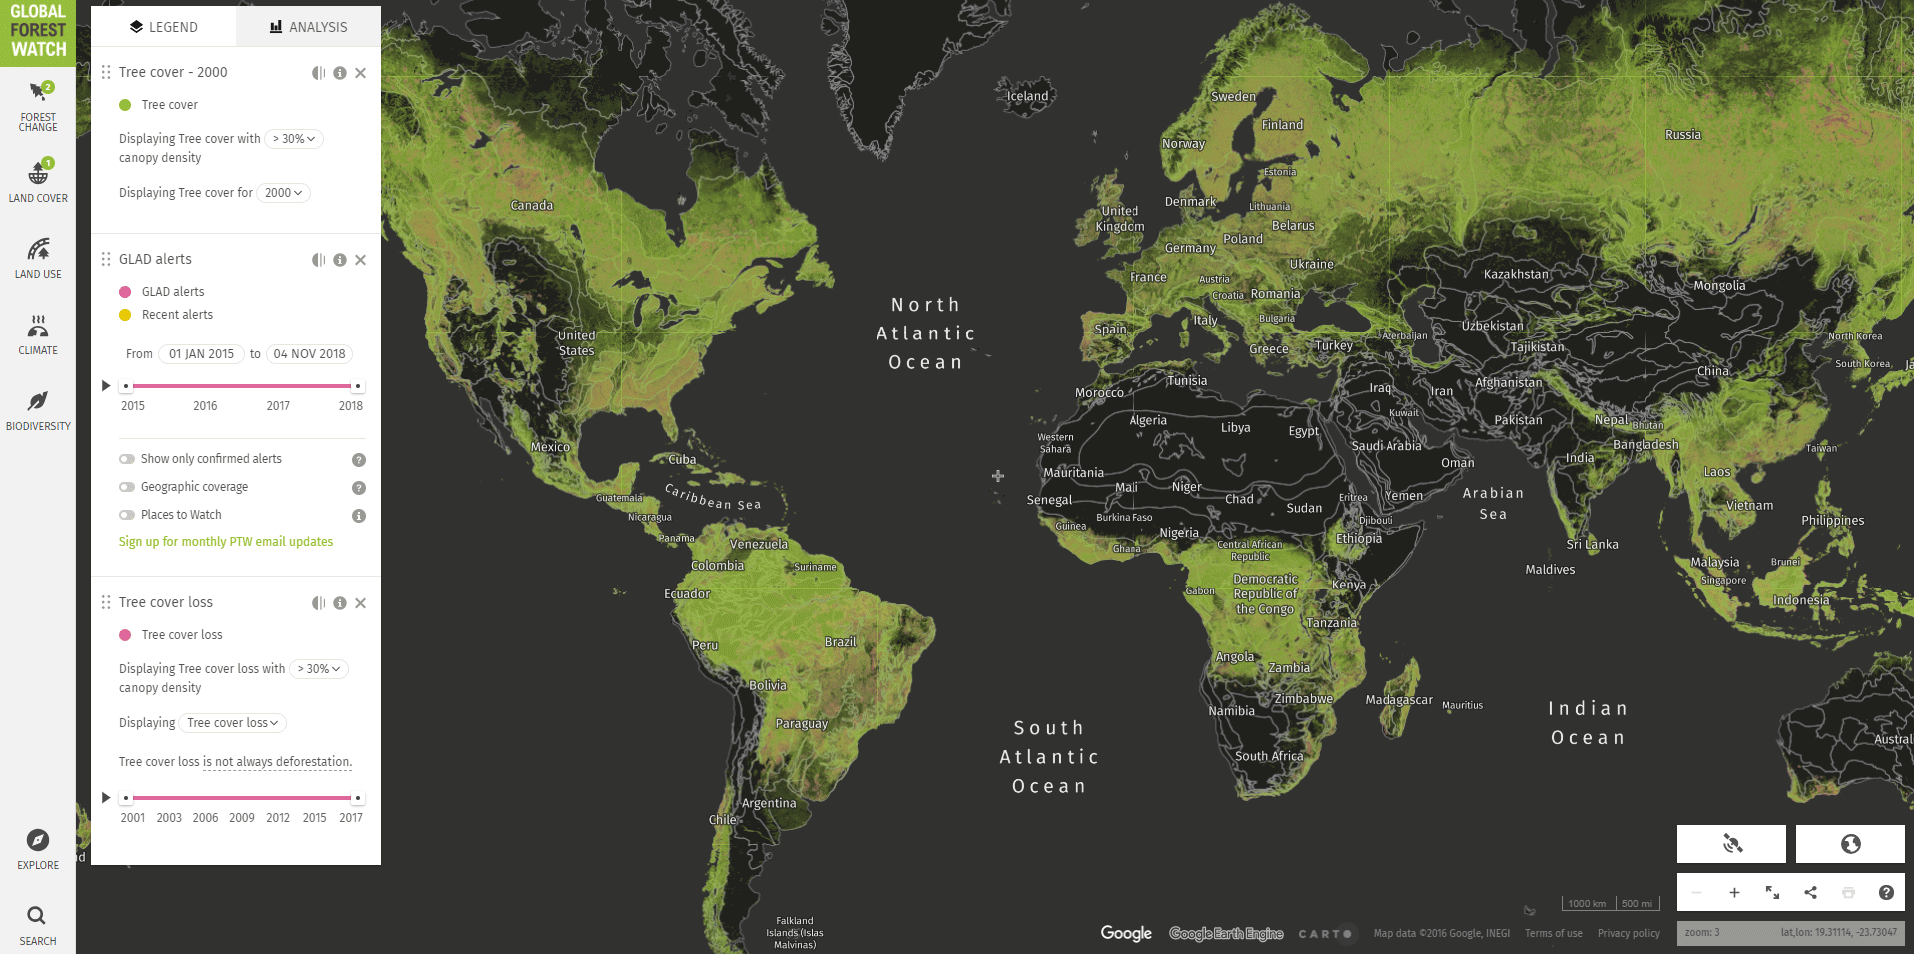 GLOBAL
FOREST
WATCH
2
FOREST
CHANGE
1
LAND COVER
LAND USE
CLIMATE
BIODIVERSITY
EXPLORE
SEARCH
LEGEND
ANALYSIS
Tree cover - 2000
Tree cover
Displaying Tree cover with > 30%
canopy density
Displaying Tree cover for 2000
GLAD alerts
GLAD alerts
Recent alerts
From 01 JAN 2015 to 04 NOV 2018
2015 2016 2017 2018
Show only confirmed alerts
Geographic coverage
Places to Watch
Sign up for monthly PTW email updates
Tree cover loss
Tree cover loss
Displaying Tree cover loss with > 30%
canopy density
Displaying Tree cover loss
Tree cover loss is not always deforestation.
2001 2003 2006 2009 2012 2015 2017
Iceland
Sweden
Finland
Norway
Russia
Estonia
Canada
Denmark
Lithuania
United
Kingdom
Belarus
Poland
Germany
Ukraine
France
Austria
Kazakhstan
Mongolia
Croatia
Romania
North
Atlantic
Ocean
Italy
Bulgaria
Spain
United
States
Greece
Turkey
Azerbaijan
Uzbekistan
Tajikistan
North Korea
South Korea
Ja
China
Tunisia
Morocco
Iraq
Iran
Afghanistan
Kuwait
Pakistan
Nepal
Bhutan
Algeria
Libya
Egypt
Western
Sahara
Saudi Arabia
Bangladesh
Taiwan
Mexico
Cuba
Oman
India
Laos
Mauritania
Mali
Niger
Chad
Sudan
Eritrea
Yemen
Arabian
Sea
Vietnam
Philippines
Guatemala
Caribbean Sea
Senegal
Nicaragua
Guinea
Burkina Faso
Djibouti
Panama
Venezuela
Nigeria
Ghana
Central African
Republic
Ethiopia
Sri Lanka
Maldives
Malaysia
Brunei
Singapore
Colombia
Suriname
Ecuador
Gabon
Democratic
Republic of
the Congo
Kenya
Indonesia
Tanzania
Peru
Brazil
Angola
Zambia
Bolivia
Zimbabwe
Madagascar
Mauritius
Namibia
Indian
Ocean
Paraguay
South
Atlantic
Ocean
South Africa
Austral
Argentina
Chile
Falkland
Islands (Islas
Malvinas)
nd
1000 km 500 mi
Google
Google Earth Engine
CARTO
Map data ©2016 Google, INEGI
Terms of use
Privacy policy
zoom: 3
lat,lon: 19.31114, -23.73047